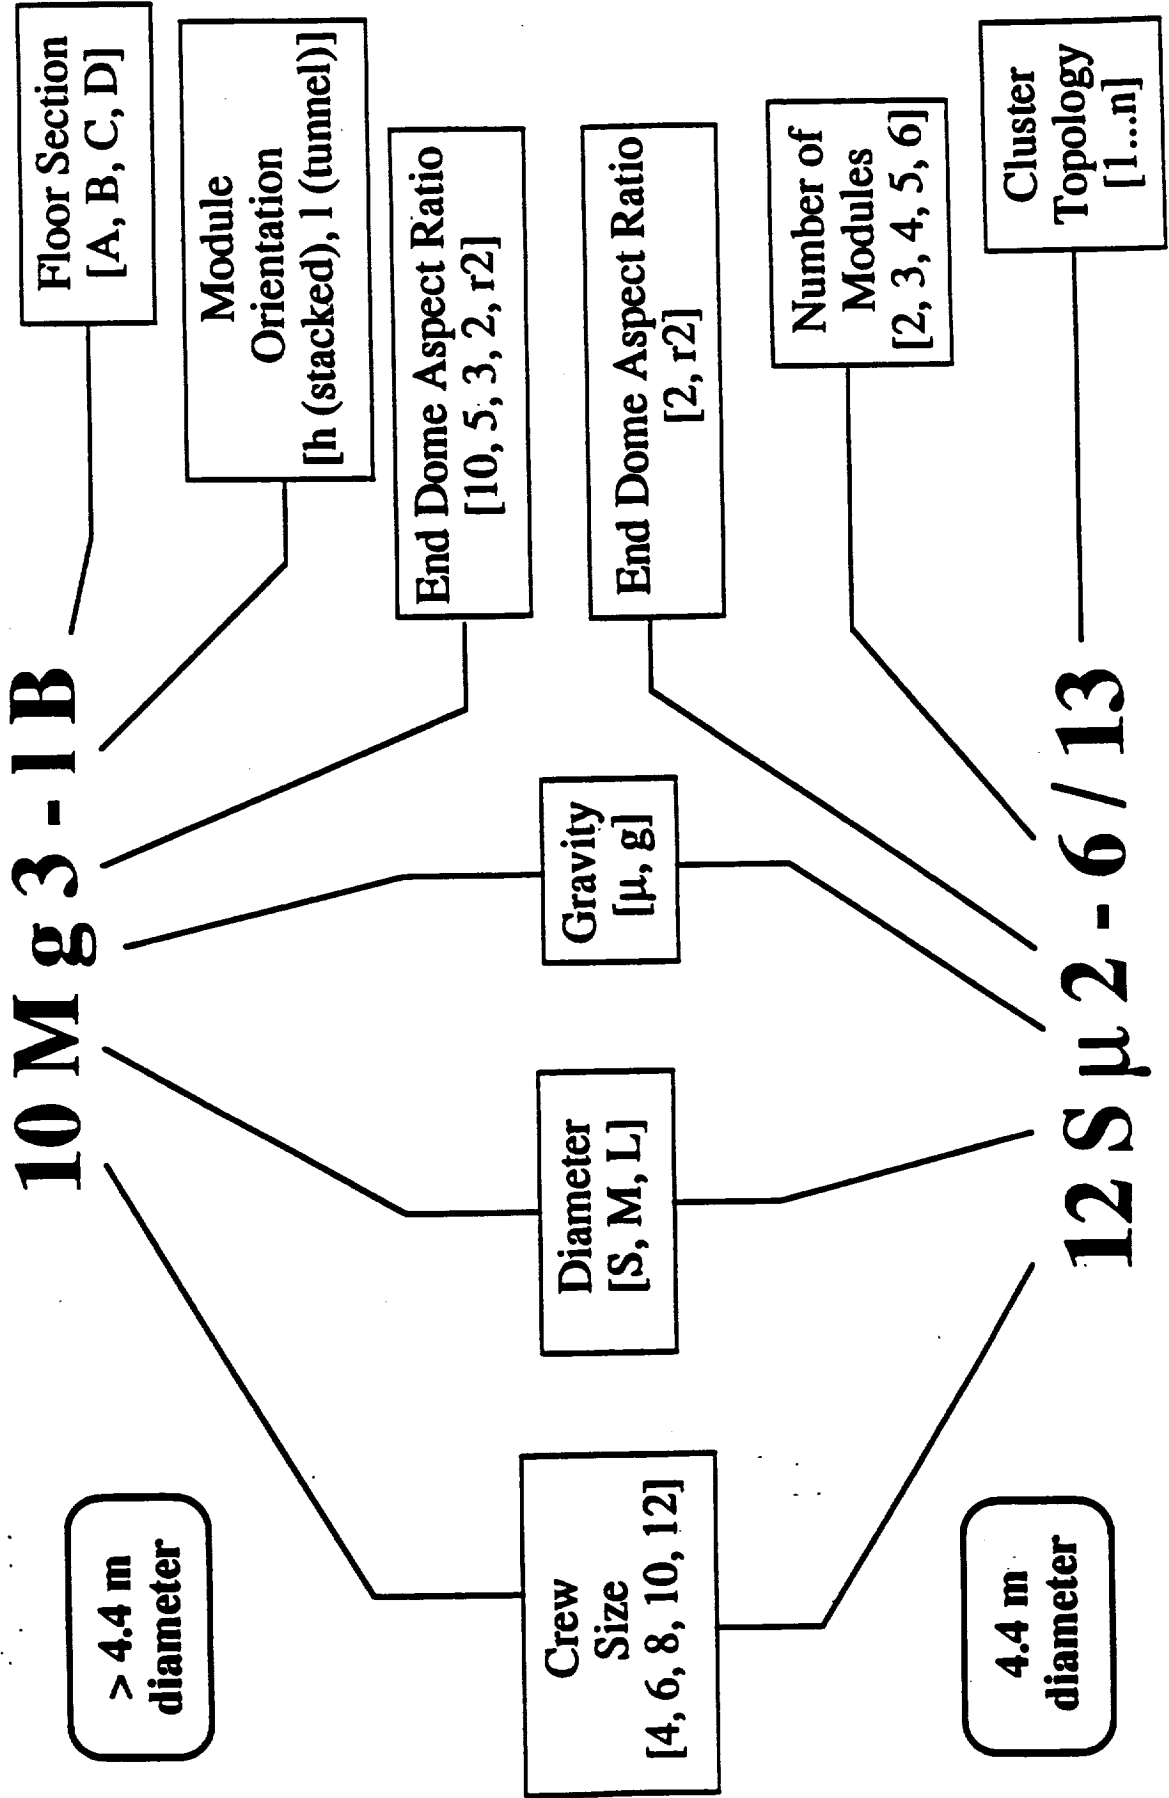 > 4.4 m
diameter
10 M g 3 - l B
Floor Section
[A, B, C, D]
Module
Orientation
[h (stacked), l (tunnel)]
End Dome Aspect Ratio
[10, 5, 3, 2, r2]
Crew
Size
[4, 6, 8, 10, 12]
Diameter
[S, M, L]
Gravity
[μ, g]
End Dome Aspect Ratio
[2, r2]
Number of
Modules
[2, 3, 4, 5, 6]
Cluster
Topology
[1...n]
4.4 m
diameter
12 S μ 2 - 6 / 13